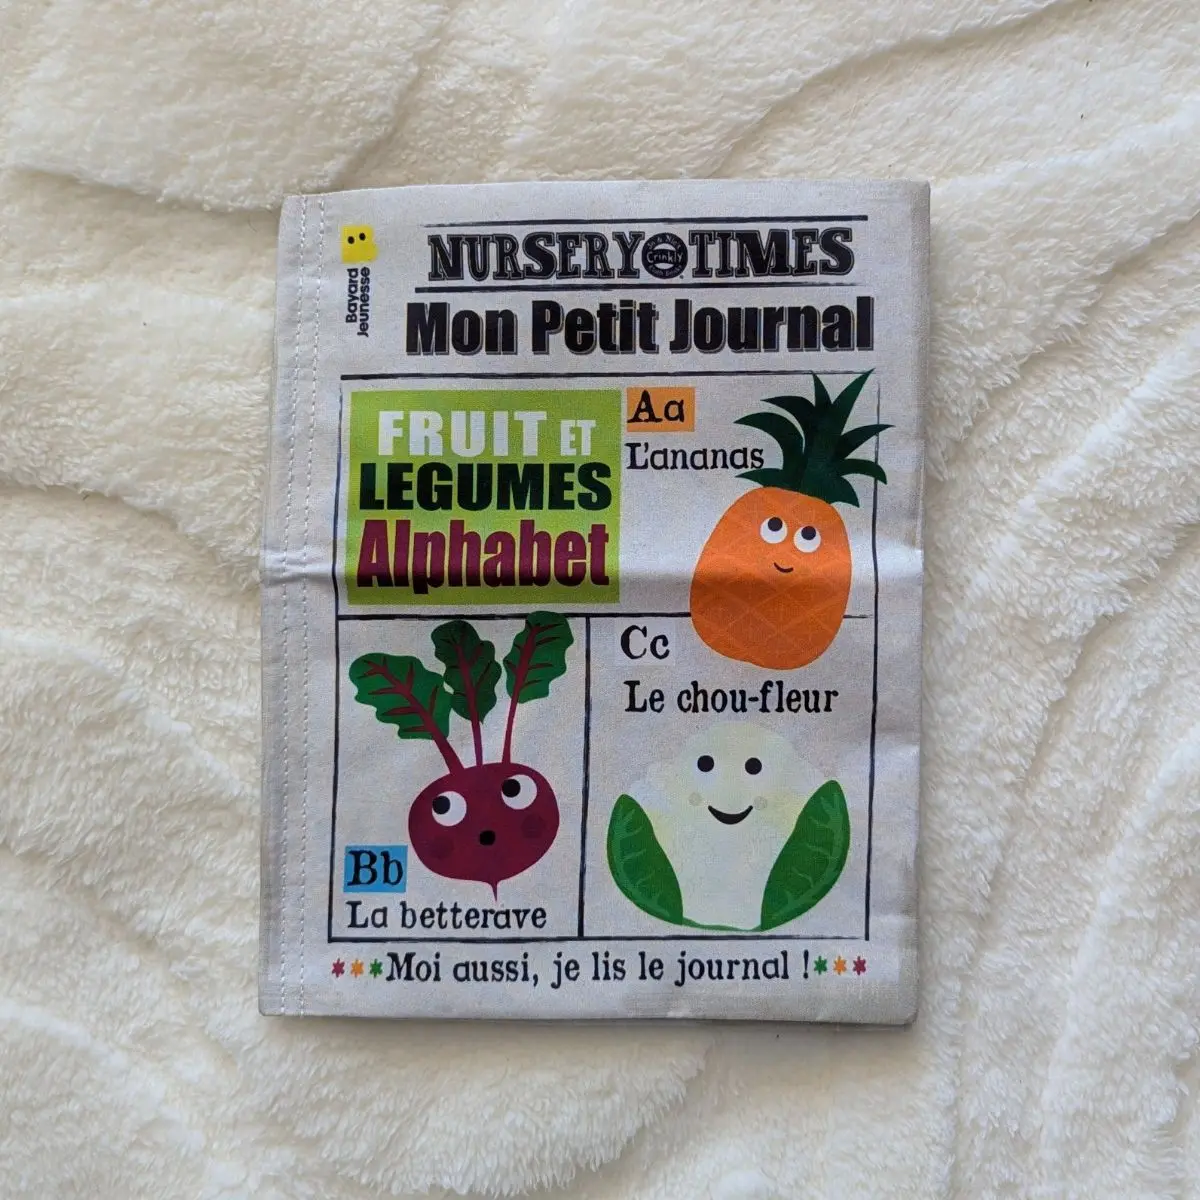 Bayard
Jeunesse
NURSERY TIMES
Crinkly
Mon Petit Journal
FRUIT ET
LEGUMES
Alphabet
Aa
L'ananas
Bb
La betterave
Cc
Le chou-fleur
Moi aussi, je lis le journal !